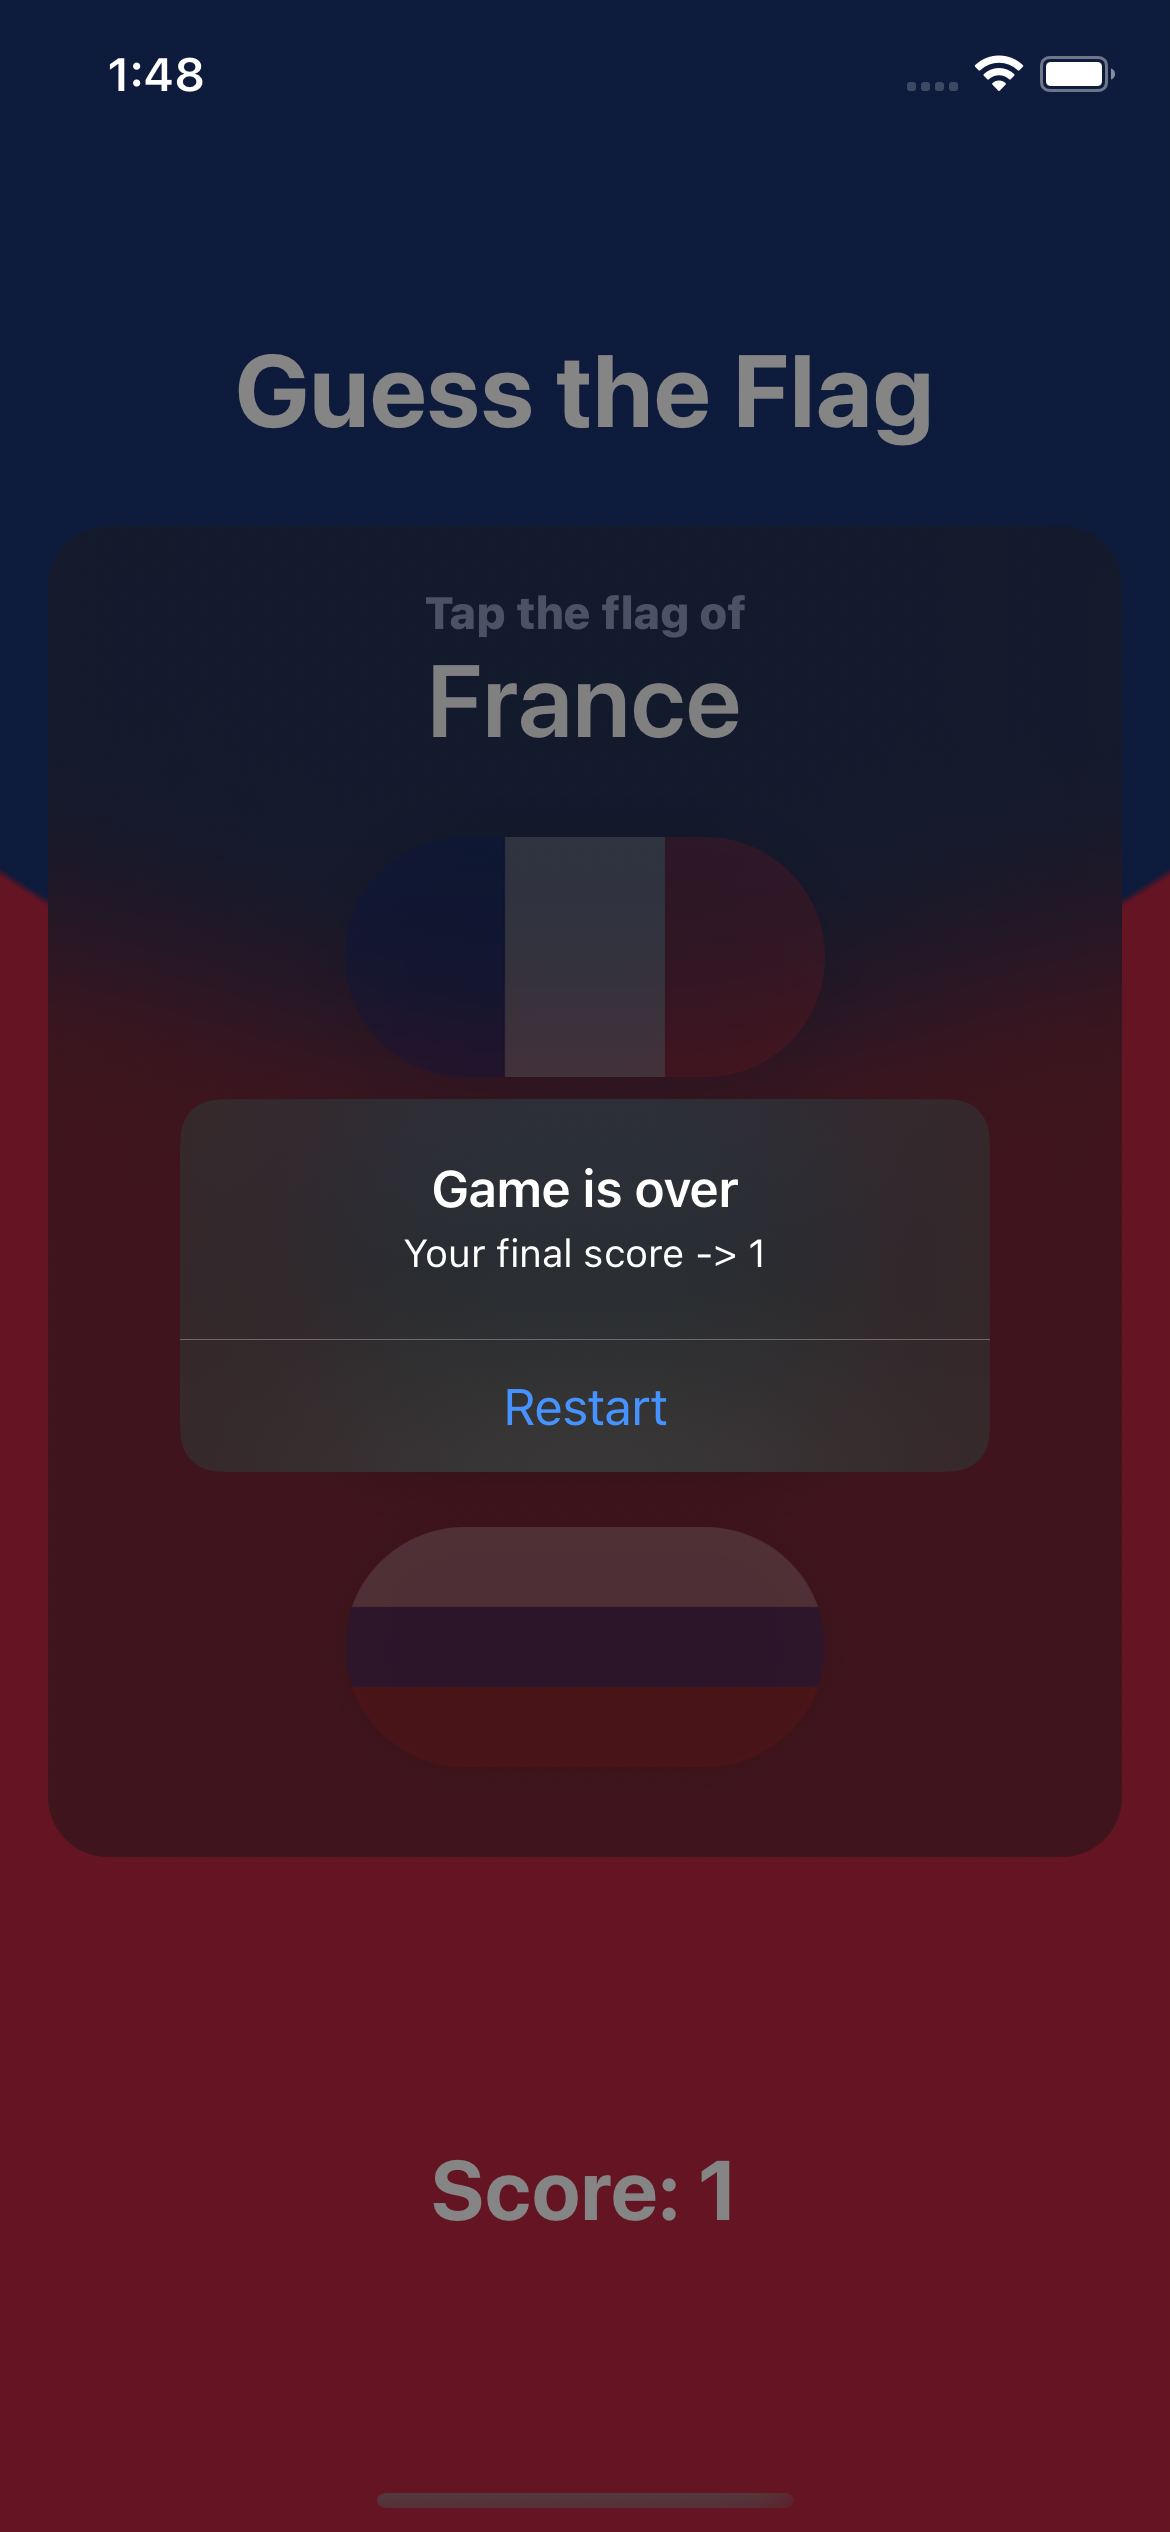 1:48
Guess the Flag
Tap the flag of
France
Game is over
Your final score -> 1
Restart
Score: 1